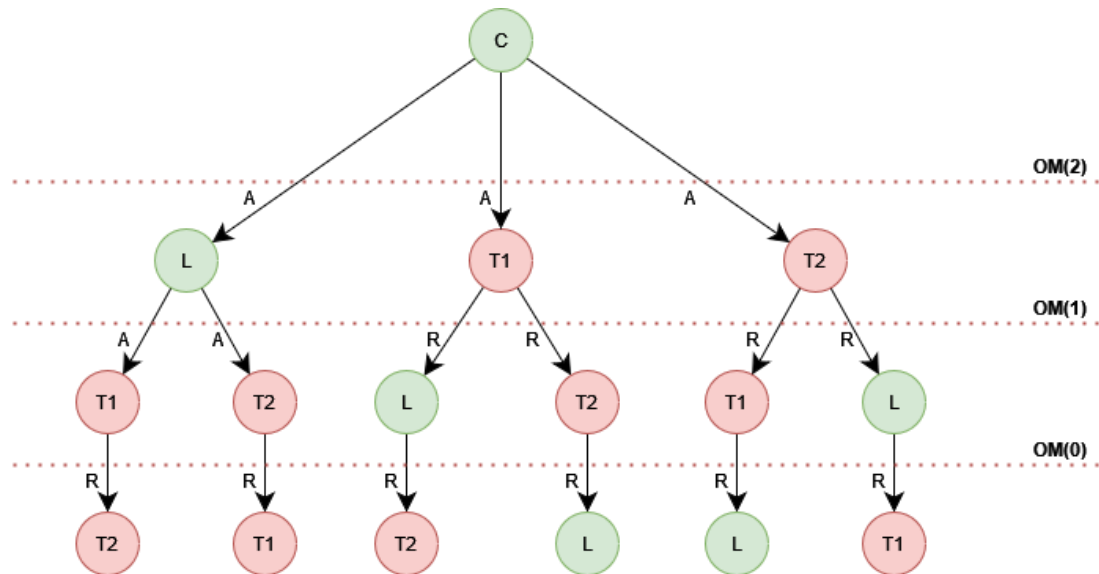 C
OM(2)
A A A
L T1 T2
OM(1)
A A R R R R
T1 T2 L T2 T1 L
OM(0)
R R R R R R
T2 T1 T2 L L T1